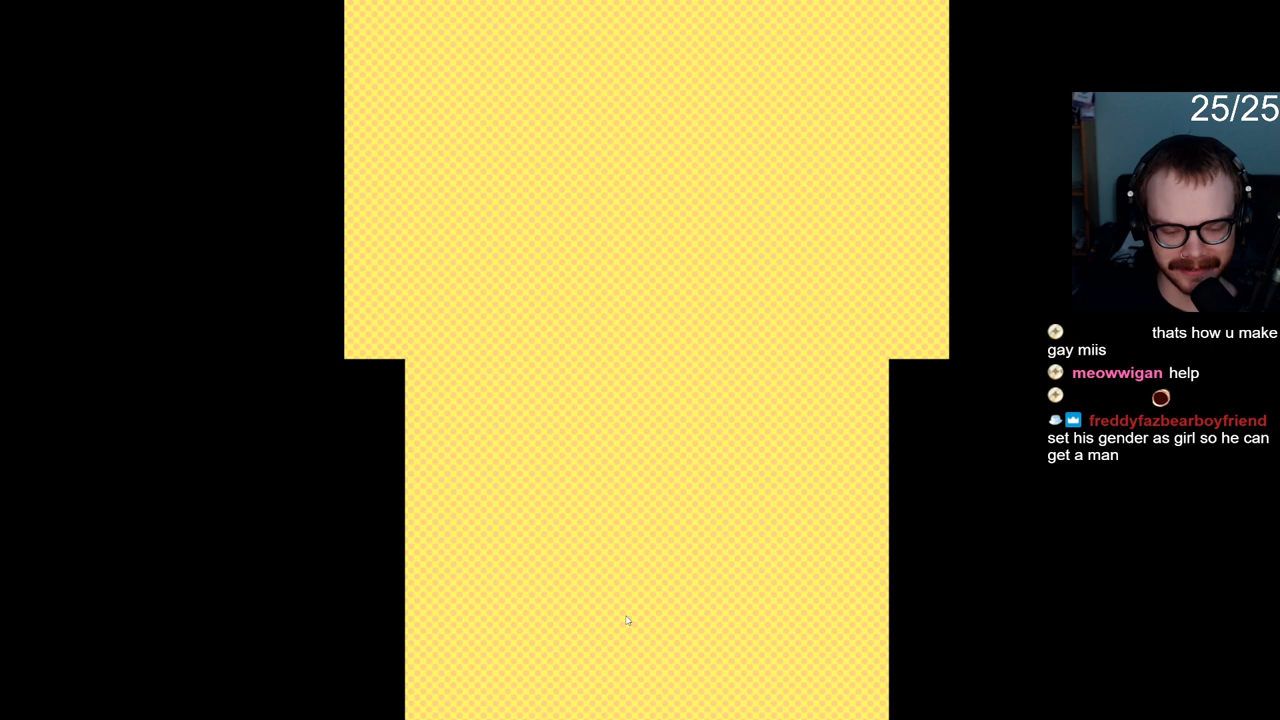 25/25
thats how u make
gay miis
meowwigan help
freddyfazbearboyfriend
set his gender as girl so he can
get a man